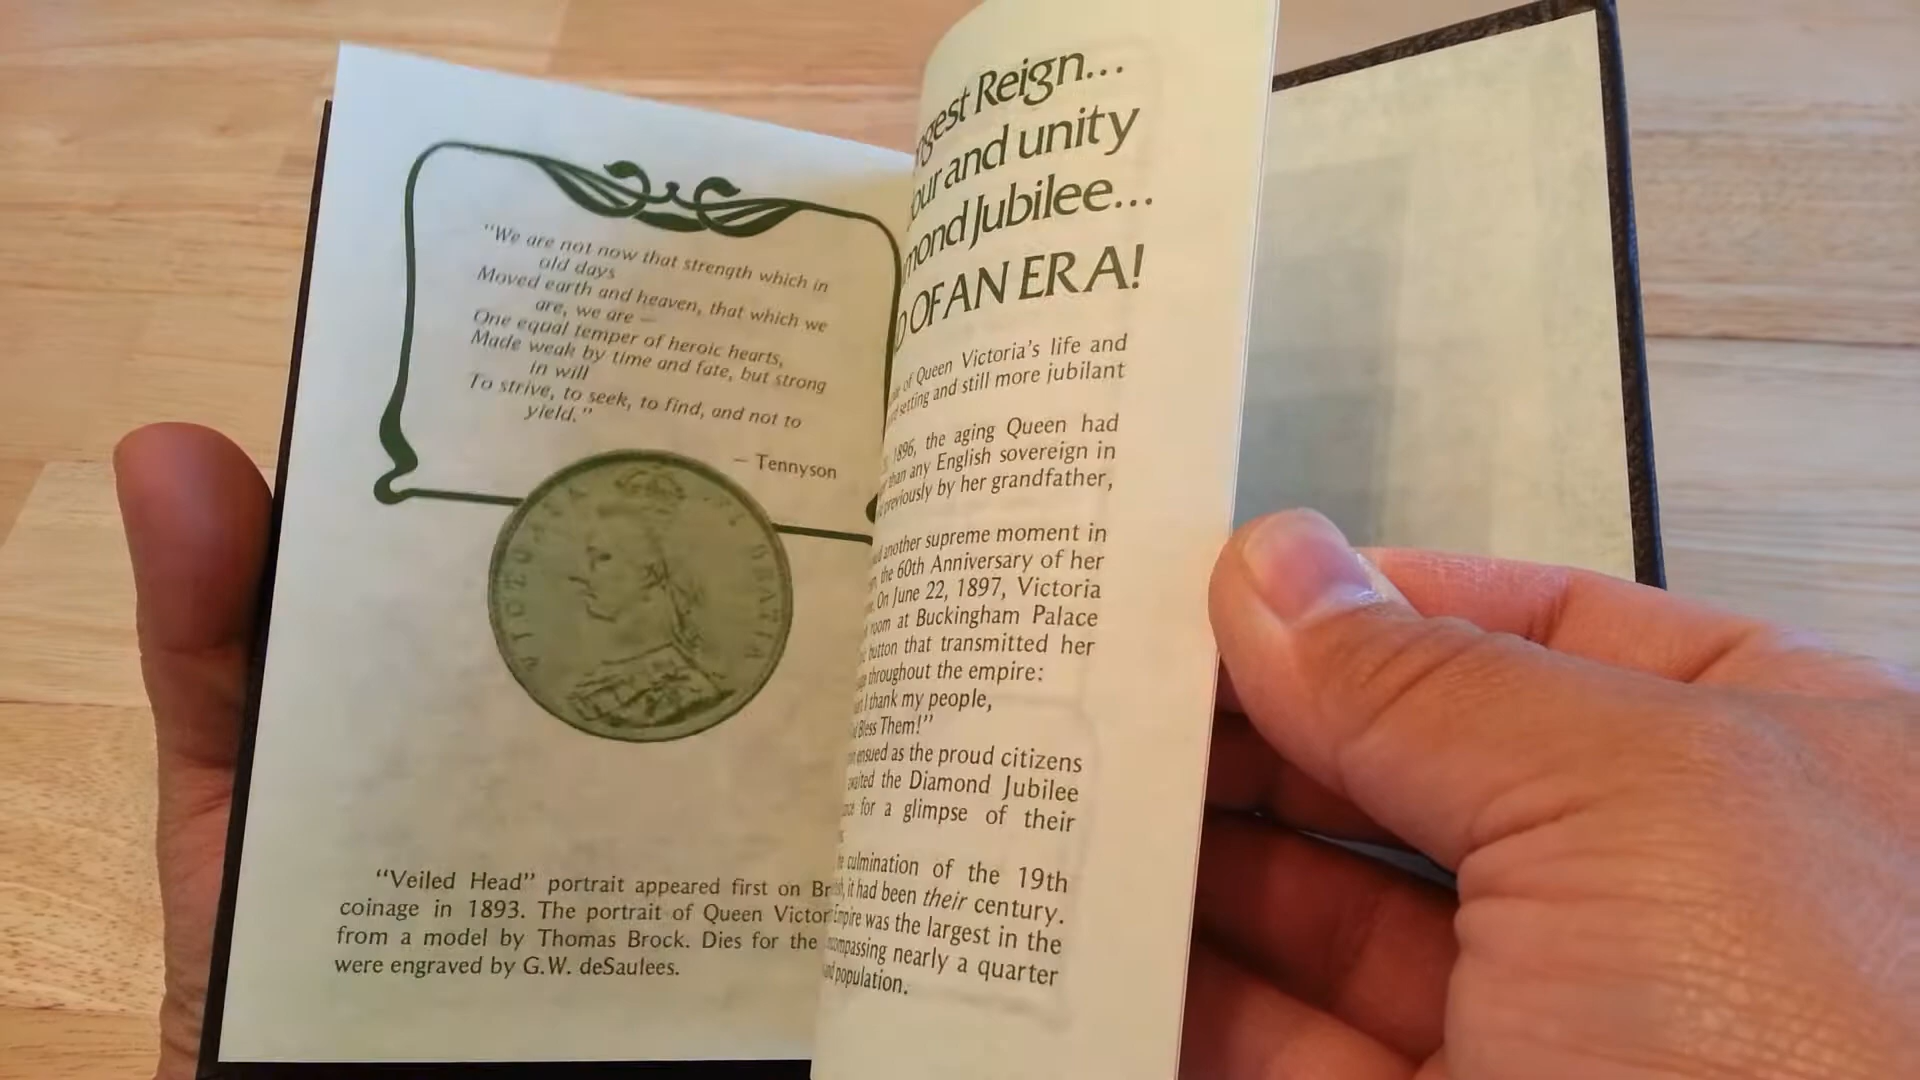 "We are not now that strength which in
old days
Moved earth and heaven, that which we
are, we are —
One equal temper of heroic hearts,
Made weak by time and fate, but strong
in will
To strive, to seek, to find, and not to
yield."
— Tennyson
VICTORIA
"Veiled Head" portrait appeared first on
coinage in 1893. The portrait of Queen
from a model by Thomas Brock. Dies for the
were engraved by G.W. deSaulees.
Reign...
and unity
Jubilee...
OF AN ERA!
of Queen Victoria's life and
setting and still more jubilant
1896, the aging Queen had
than any English sovereign in
previously by her grandfather,
another supreme moment in
the 60th Anniversary of her
On June 22, 1897, Victoria
room at Buckingham Palace
button that transmitted her
throughout the empire:
I thank my people,
Bless Them!"
ensued as the proud citizens
the Diamond Jubilee
for a glimpse of their
culmination of the 19th
it had been their century.
Empire was the largest in the
nearly a quarter
population.